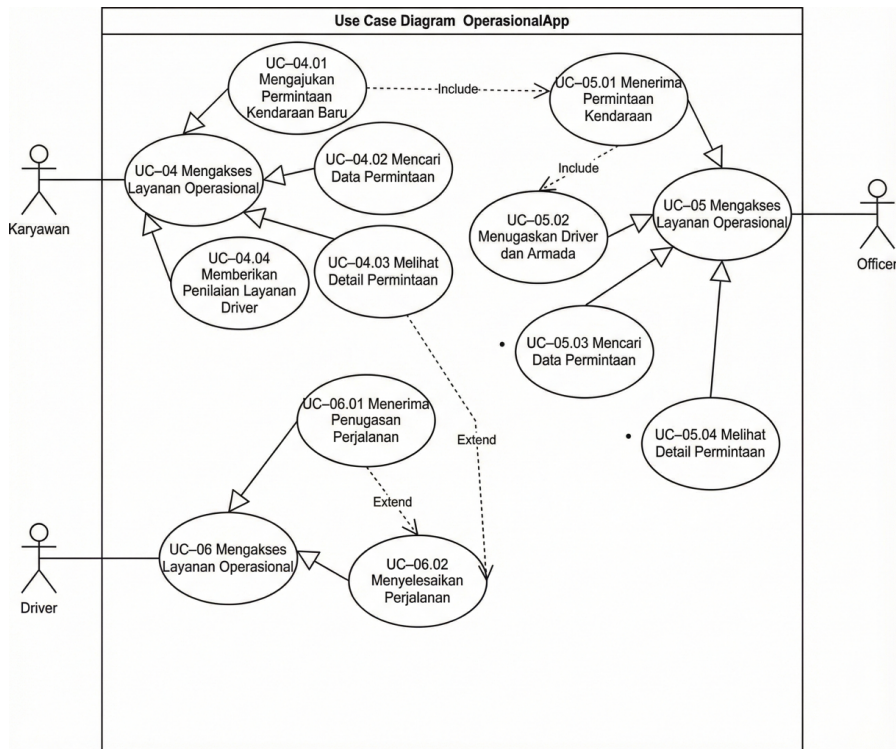 Use Case Diagram OperasionalApp
UC–04.01
Mengajukan
Permintaan
Kendaraan Baru
Include
UC–05.01 Menerima
Permintaan
Kendaraan
UC–04 Mengakses
Layanan Operasional
UC–04.02 Mencari
Data Permintaan
Include
UC–05 Mengakses
Layanan Operasional
Karyawan
UC–05.02
Menugaskan Driver
dan Armada
Officer
UC–04.04
Memberikan
Penilaian Layanan
Driver
UC–04.03 Melihat
Detail Permintaan
UC–05.03 Mencari
Data Permintaan
UC–06.01 Menerima
Penugasan
Perjalanan
Extend
UC–05.04 Melihat
Detail Permintaan
Extend
UC–06 Mengakses
Layanan Operasional
UC–06.02
Menyelesaikan
Perjalanan
Driver